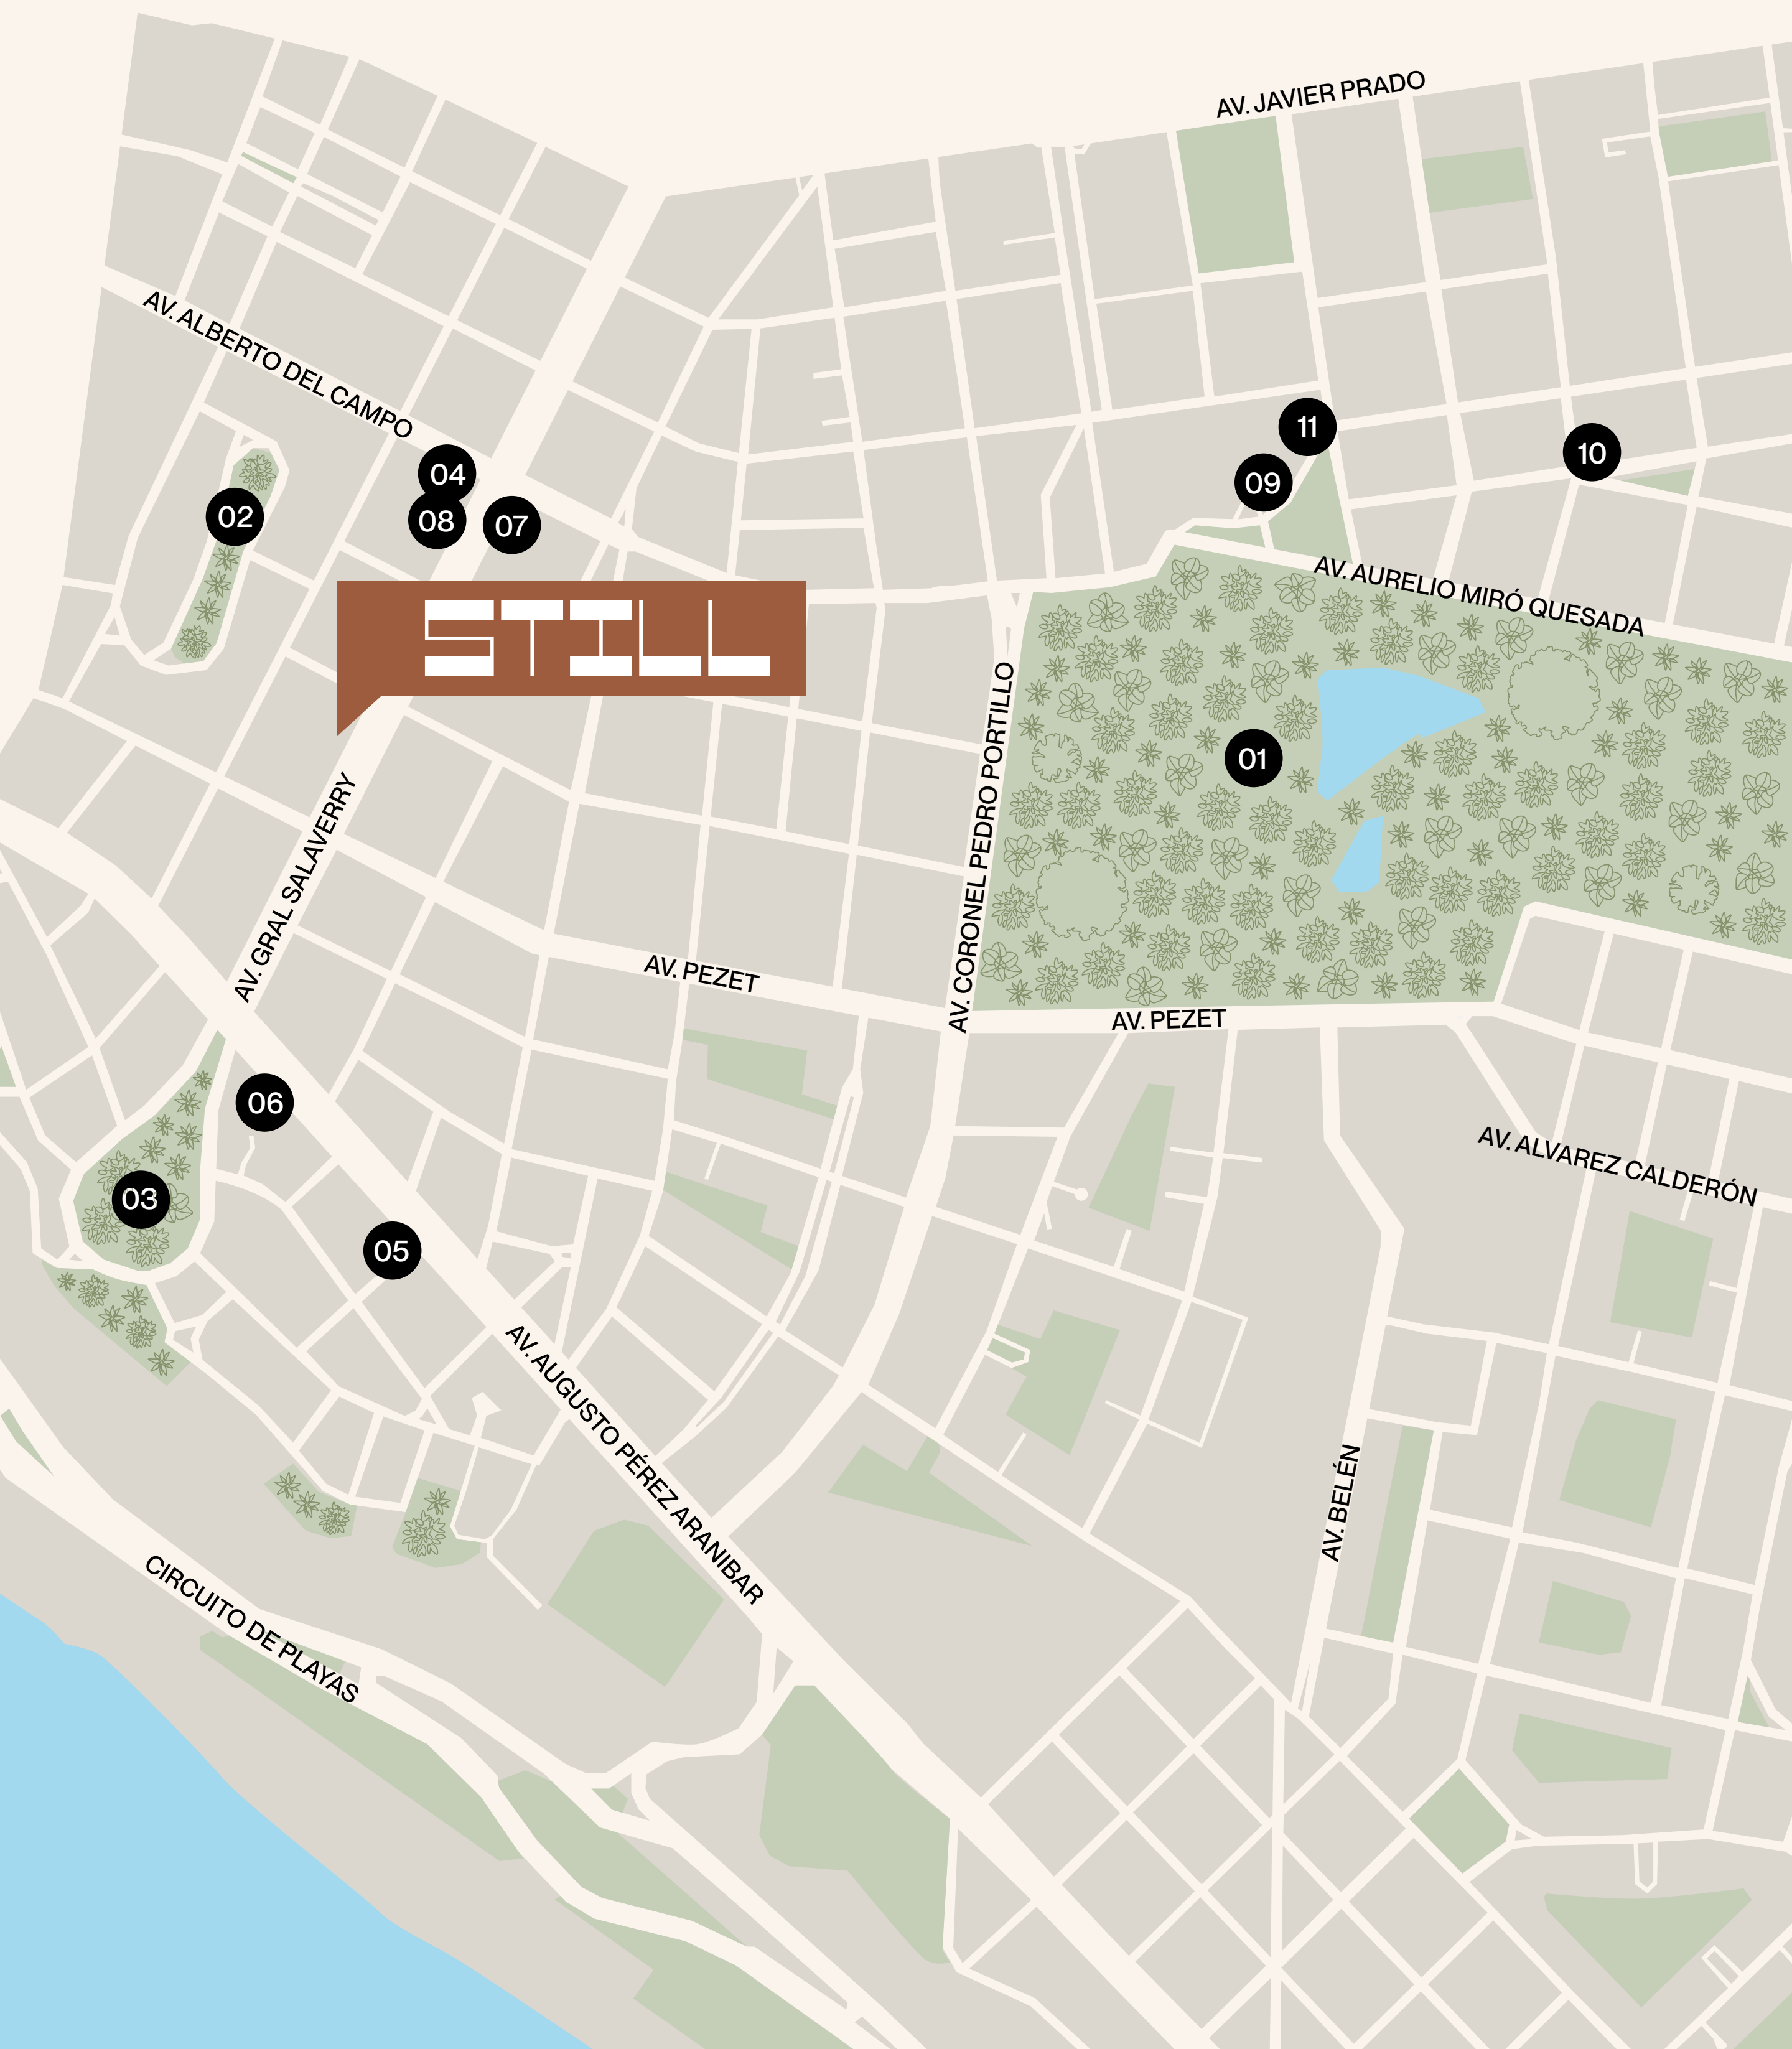 AV. JAVIER PRADO
AV. ALBERTO DEL CAMPO
11
10
04
09
02
08
07
AV. AURELIO MIRÓ QUESADA
STILL
01
AV. CORONEL PEDRO PORTILLO
AV. GRAL SALAVERRY
AV. PEZET
AV. PEZET
06
AV. ALVAREZ CALDERÓN
03
05
AV. AUGUSTO PÉREZ ARANIBAR
AV. BELÉN
CIRCUITO DE PLAYAS